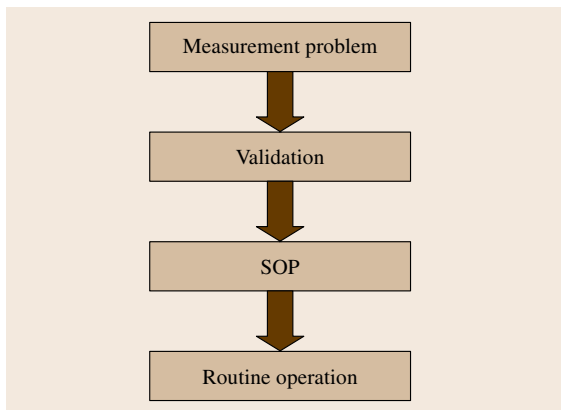 Measurement problem
Validation
SOP
Routine operation